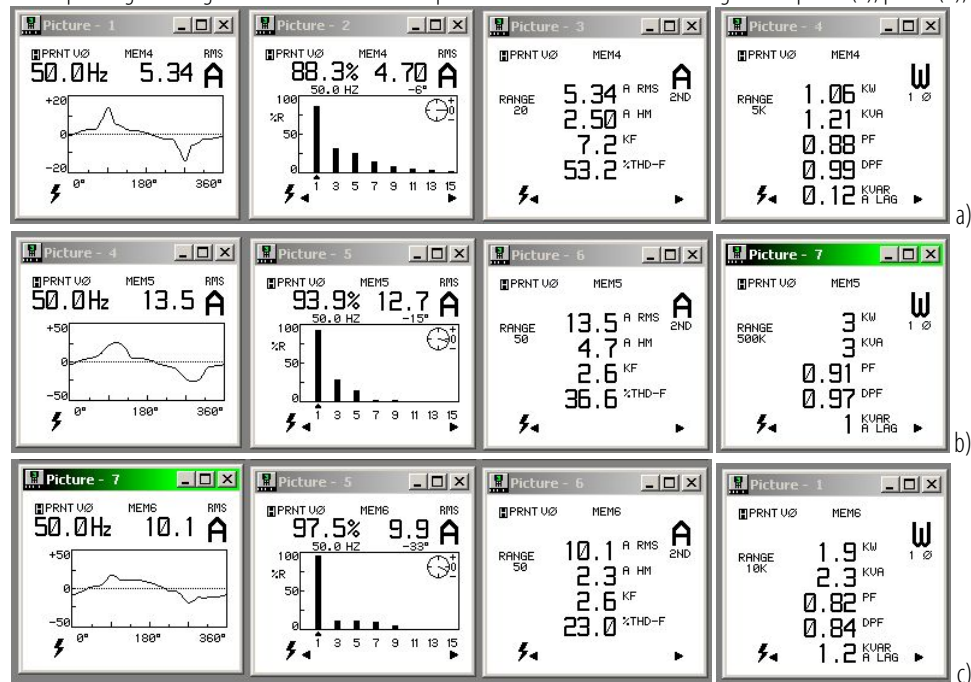 Picture - 1
PRNT VØ MEM4 RMS
50.0Hz 5.34 A
+20
0
-20
0° 180° 360°
Picture - 2
PRNT VØ MEM4 RMS
88.3% 4.70 A
50.0 HZ -6°
+
0
-
100
%R
50
0
1 3 5 7 9 11 13 15
Picture - 3
PRNT VØ MEM4
A
2ND
RANGE
20
5.34 A RMS
2.50 A HM
7.2 KF
53.2 %THD-F
Picture - 4
PRNT VØ MEM4
W
1 Ø
RANGE
5K
1.06 KW
1.21 KVA
0.88 PF
0.99 DPF
0.12 KVAR
A LAG
a)
Picture - 4
PRNT VØ MEM5 RMS
50.0Hz 13.5 A
+50
0
-50
0° 180° 360°
Picture - 5
PRNT VØ MEM5 RMS
93.9% 12.7 A
50.0 HZ -15°
+
0
-
100
%R
50
0
1 3 5 7 9 11 13 15
Picture - 6
PRNT VØ MEM5
A
2ND
RANGE
50
13.5 A RMS
4.7 A HM
2.6 KF
36.6 %THD-F
Picture - 7
PRNT VØ MEM5
W
1 Ø
RANGE
500K
3 KW
3 KVA
0.91 PF
0.97 DPF
1 KVAR
A LAG
b)
Picture - 7
PRNT VØ MEM6 RMS
50.0Hz 10.1 A
+50
0
-50
0° 180° 360°
Picture - 5
PRNT VØ MEM6 RMS
97.5% 9.9 A
50.0 HZ -33°
+
0
-
100
%R
50
0
1 3 5 7 9 11 13 15
Picture - 6
PRNT VØ MEM6
A
2ND
RANGE
50
10.1 A RMS
2.3 A HM
2.6 KF
23.0 %THD-F
Picture - 1
PRNT VØ MEM6
W
1 Ø
RANGE
10K
1.9 KW
2.3 KVA
0.82 PF
0.84 DPF
1.2 KVAR
A LAG
c)